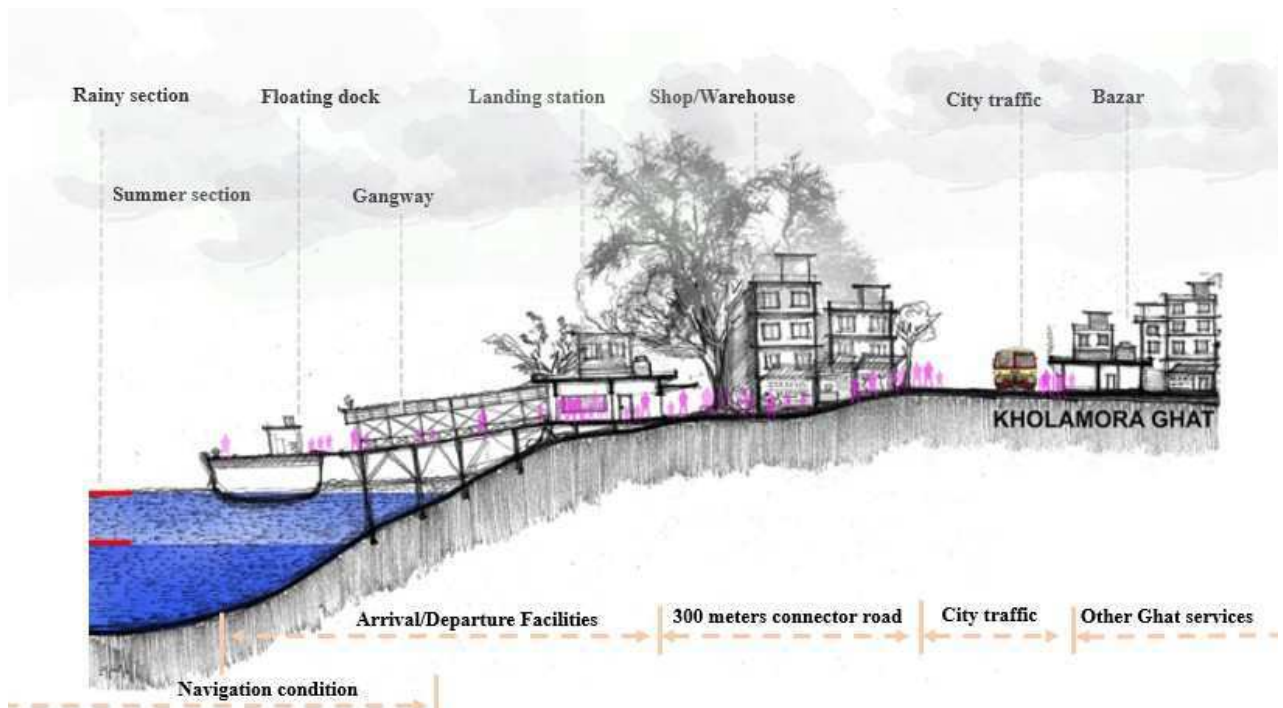 Rainy section
Floating dock
Landing station
Shop/Warehouse
City traffic
Bazar
Summer section
Gangway
KHOLAMORA GHAT
Arrival/Departure Facilities
300 meters connector road
City traffic
Other Ghat services
Navigation condition